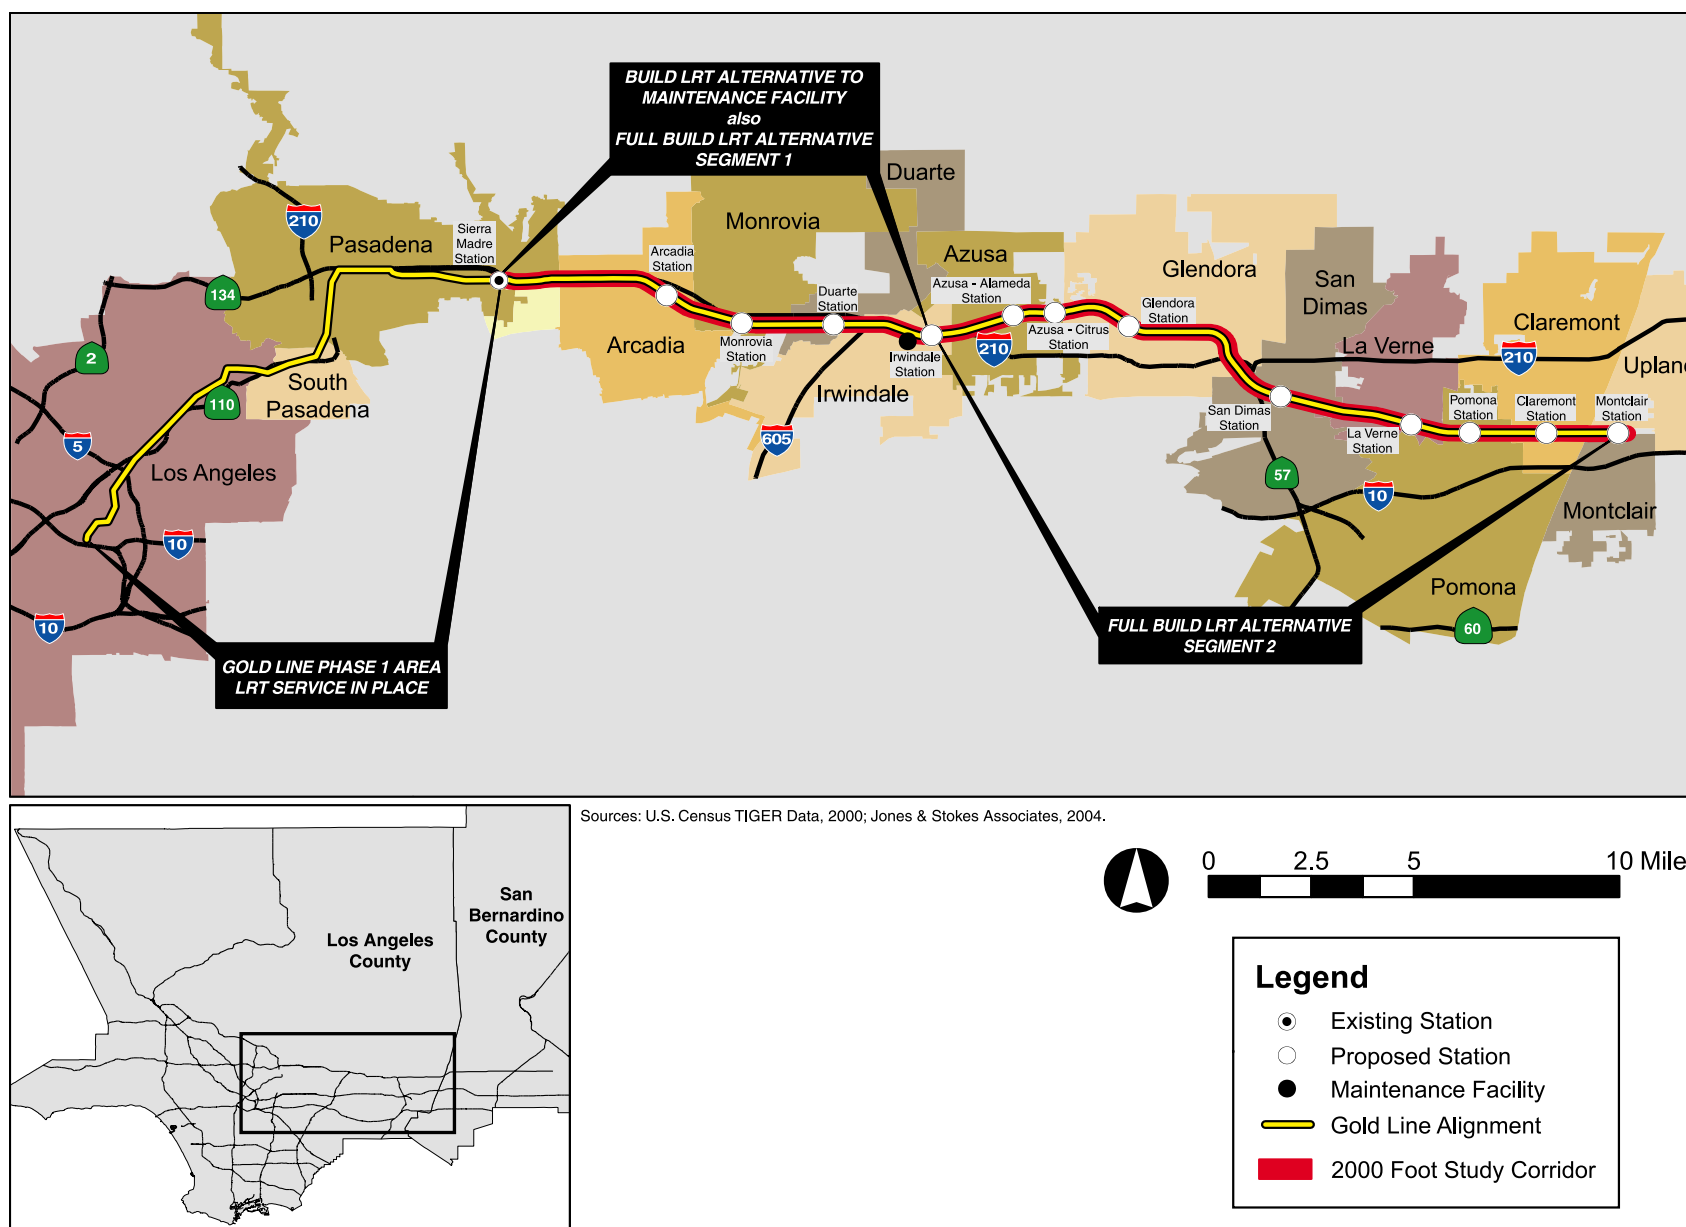 BUILD LRT ALTERNATIVE TO
MAINTENANCE FACILITY
also
FULL BUILD LRT ALTERNATIVE
SEGMENT 1
Duarte
Monrovia
210
Pasadena
Sierra
Madre
Station
Arcadia
Station
Azusa
Azusa - Alameda
Station
Glendora
San
Dimas
134
Duarte
Station
Glendora
Station
Claremont
2
Arcadia
Monrovia
Station
Irwindale
Station
210
Azusa - Citrus
Station
La Verne
210
Upland
South
Pasadena
110
Irwindale
San Dimas
Station
La Verne
Station
Pomona
Station
Claremont
Station
Montclair
Station
5
605
Los Angeles
57
10
Montclair
10
Pomona
10
60
FULL BUILD LRT ALTERNATIVE
SEGMENT 2
GOLD LINE PHASE 1 AREA
LRT SERVICE IN PLACE
Sources: U.S. Census TIGER Data, 2000; Jones & Stokes Associates, 2004.
0 2.5 5 10 Mile
San
Bernardino
County
Los Angeles
County
Legend
Existing Station
Proposed Station
Maintenance Facility
Gold Line Alignment
2000 Foot Study Corridor